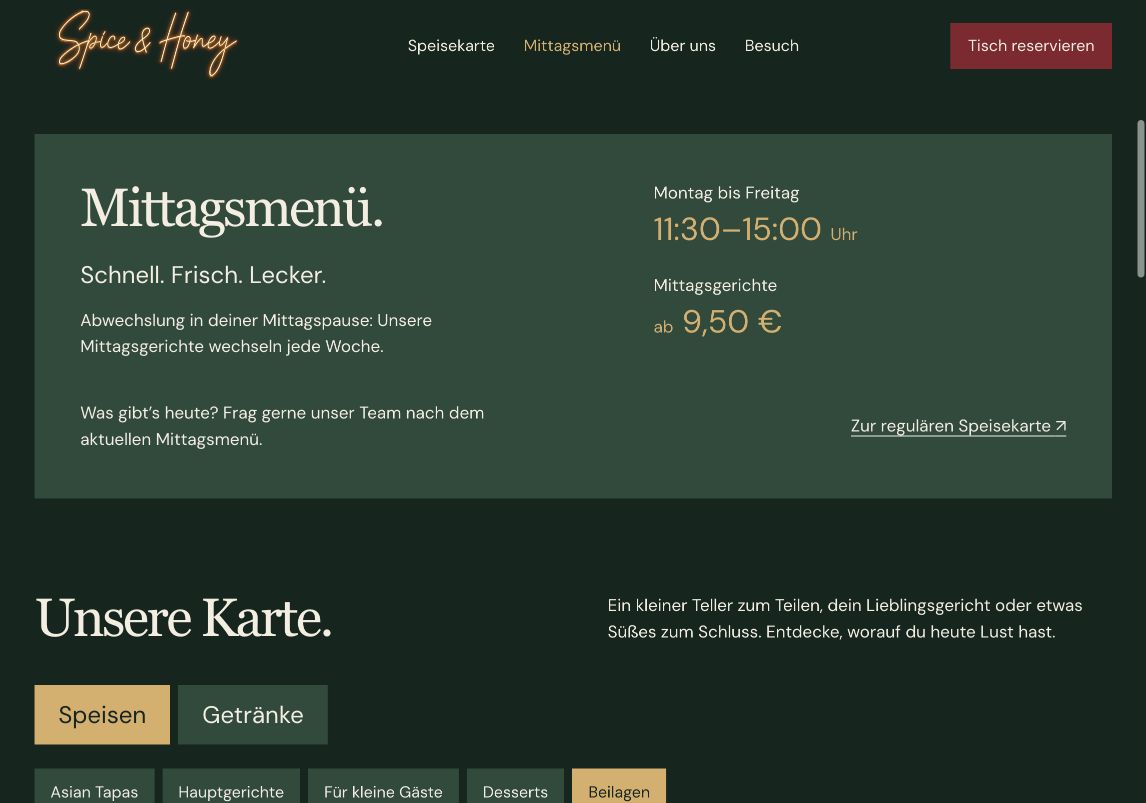 Spice & Honey
Speisekarte
Mittagsmenü
Über uns
Besuch
Tisch reservieren
Mittagsmenü.
Schnell. Frisch. Lecker.
Abwechslung in deiner Mittagspause: Unsere
Mittagsgerichte wechseln jede Woche.
Was gibt’s heute? Frag gerne unser Team nach dem
aktuellen Mittagsmenü.
Montag bis Freitag
11:30–15:00 Uhr
Mittagsgerichte
ab 9,50 €
Zur regulären Speisekarte ↗
Unsere Karte.
Ein kleiner Teller zum Teilen, dein Lieblingsgericht oder etwas
Süßes zum Schluss. Entdecke, worauf du heute Lust hast.
Speisen
Getränke
Asian Tapas
Hauptgerichte
Für kleine Gäste
Desserts
Beilagen